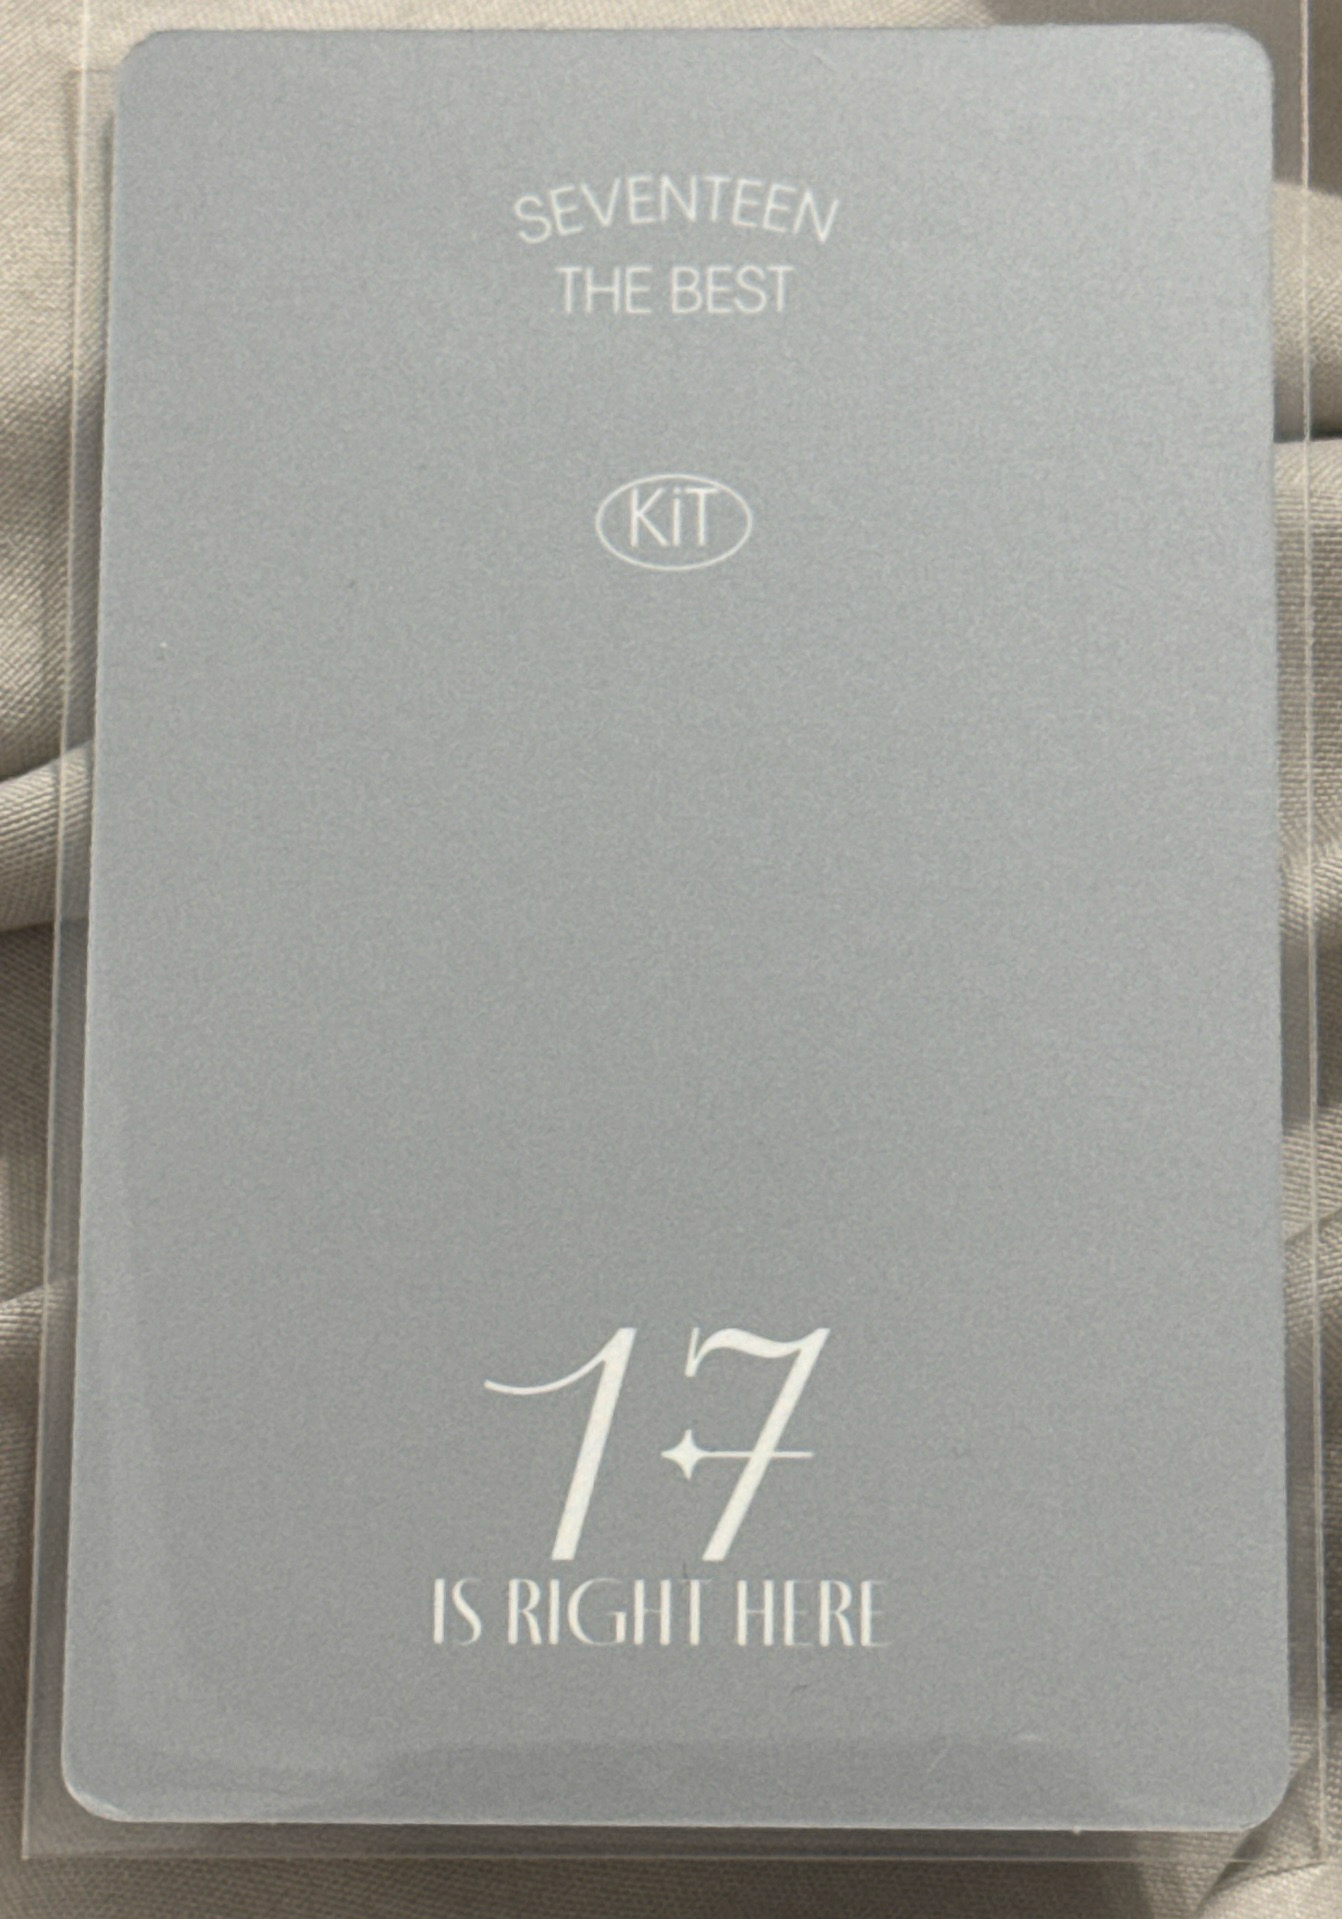 SEVENTEEN
THE BEST
KiT
17
IS RIGHT HERE